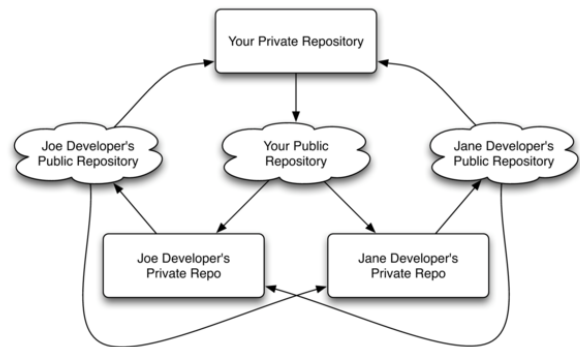 Your Private Repository
Joe Developer's
Public Repository
Your Public
Repository
Jane Developer's
Public Repository
Joe Developer's
Private Repo
Jane Developer's
Private Repo